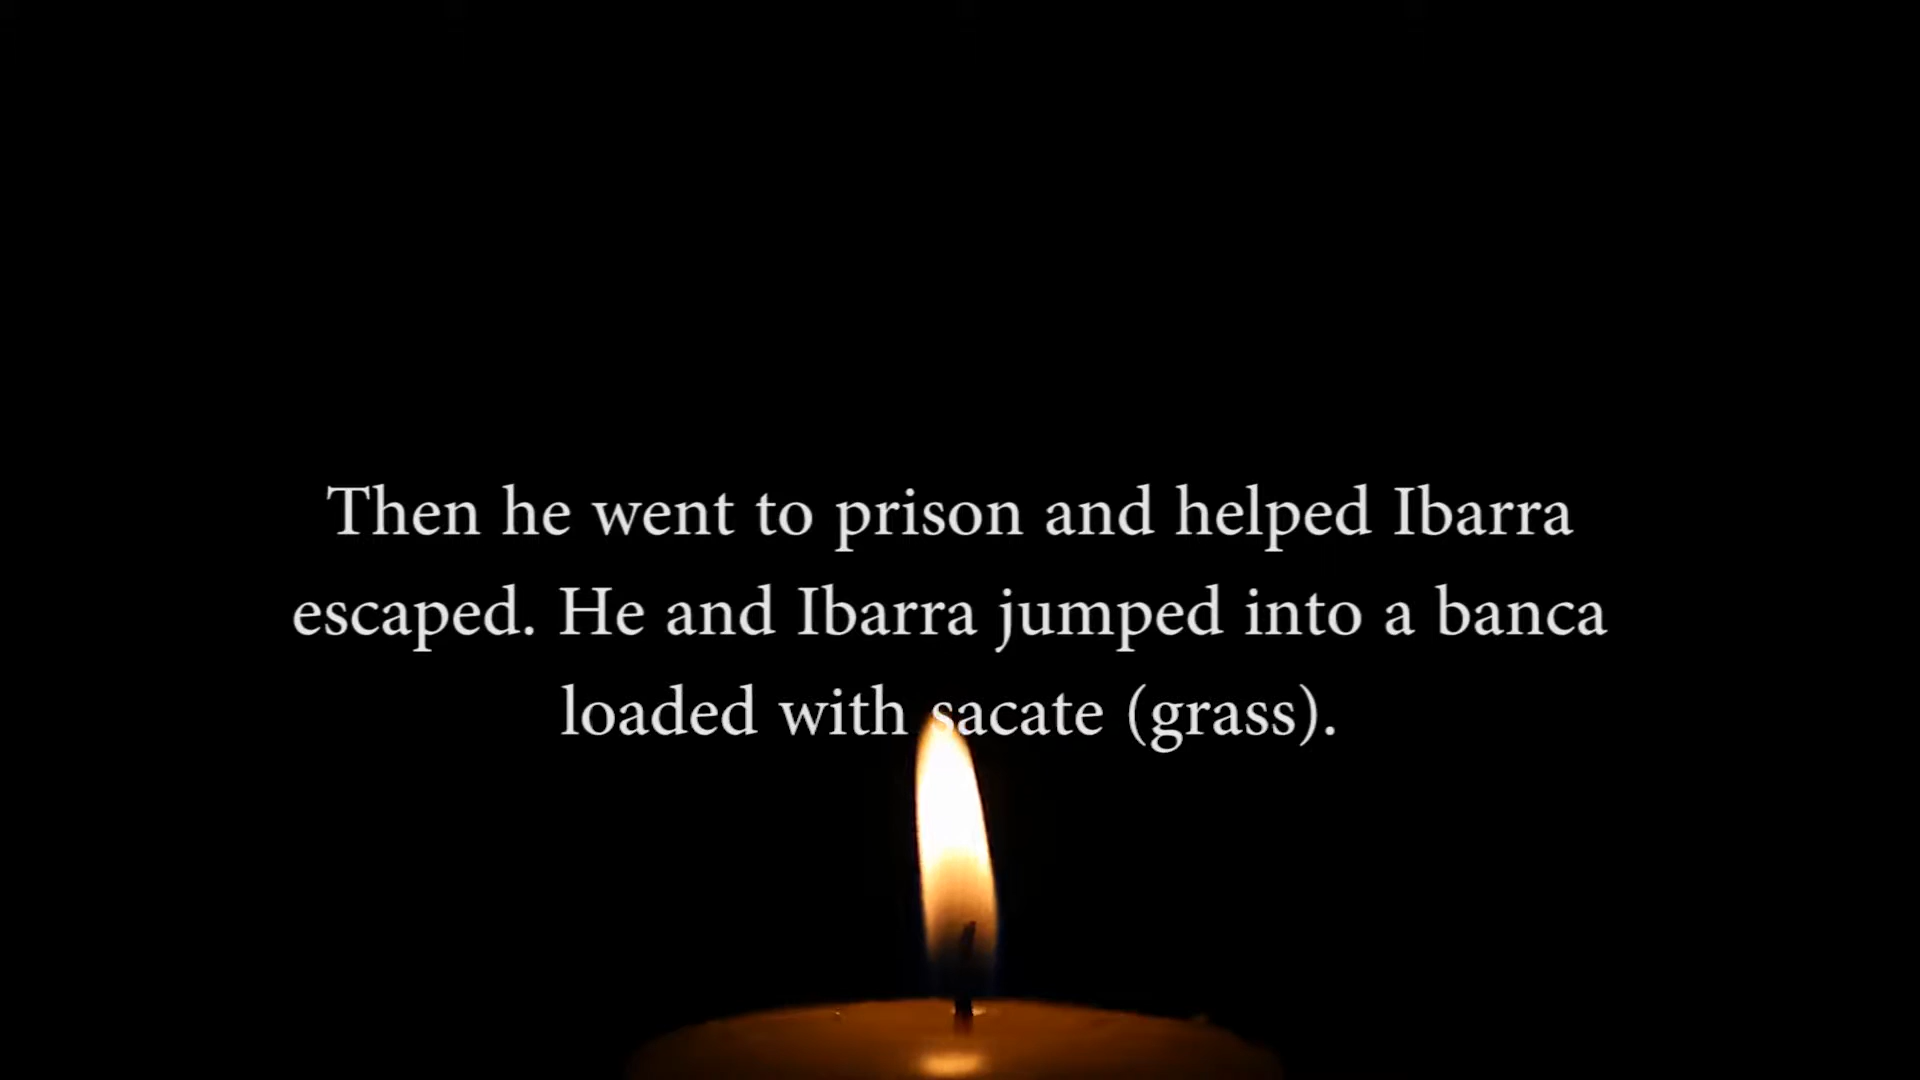 Then he went to prison and helped Ibarra
escaped. He and Ibarra jumped into a banca
loaded with sacate (grass).